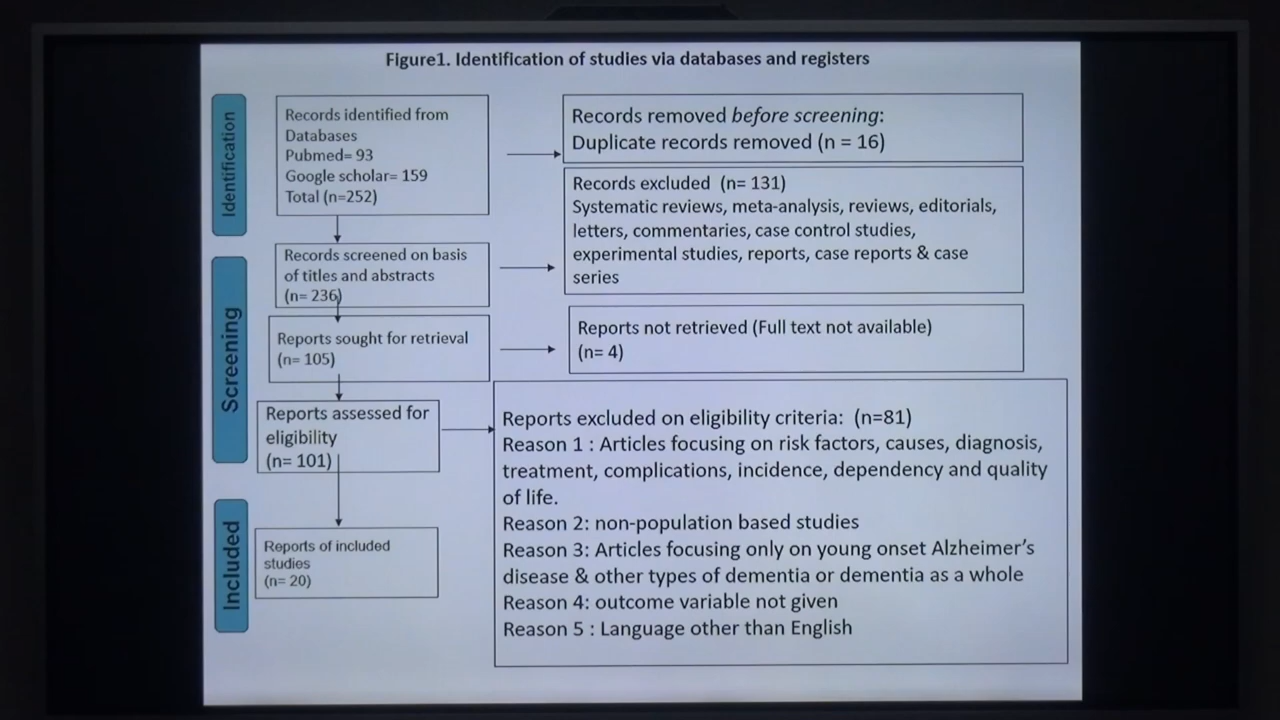 Figure1. Identification of studies via databases and registers
Identification
Records identified from
Databases
Pubmed= 93
Google scholar= 159
Total (n=252)
Records removed before screening:
Duplicate records removed (n = 16)
Records excluded (n= 131)
Systematic reviews, meta-analysis, reviews, editorials,
letters, commentaries, case control studies,
experimental studies, reports, case reports & case
series
Screening
Records screened on basis
of titles and abstracts
(n= 236)
Reports sought for retrieval
(n= 105)
Reports not retrieved (Full text not available)
(n= 4)
Reports assessed for
eligibility
(n= 101)
Reports excluded on eligibility criteria: (n=81)
Reason 1 : Articles focusing on risk factors, causes, diagnosis,
treatment, complications, incidence, dependency and quality
of life.
Reason 2: non-population based studies
Reason 3: Articles focusing only on young onset Alzheimer's
disease & other types of dementia or dementia as a whole
Reason 4: outcome variable not given
Reason 5 : Language other than English
Included
Reports of included
studies
(n= 20)